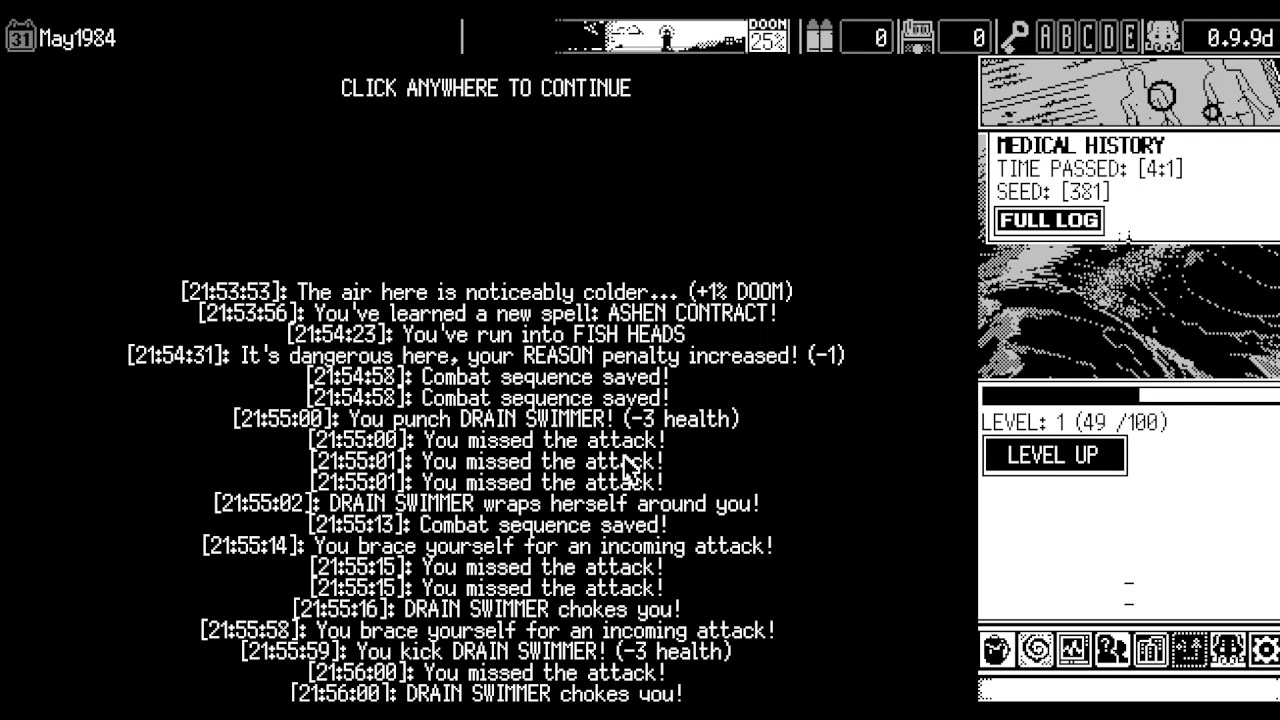 31 May1984
DOOM
25%
0
0
A B C D E
0.9.9d
CLICK ANYWHERE TO CONTINUE
MEDICAL HISTORY
TIME PASSED: [4:1]
SEED: [381]
FULL LOG
[21:53:53]: The air here is noticeably colder... (+1% DOOM)
[21:53:56]: You've learned a new spell: ASHEN CONTRACT!
[21:54:23]: You've run into FISH HEADS
[21:54:31]: It's dangerous here, your REASON penalty increased! (-1)
[21:54:58]: Combat sequence saved!
[21:54:58]: Combat sequence saved!
[21:55:00]: You punch DRAIN SWIMMER! (-3 health)
[21:55:00]: You missed the attack!
[21:55:01]: You missed the attack!
[21:55:01]: You missed the attack!
[21:55:02]: DRAIN SWIMMER wraps herself around you!
[21:55:13]: Combat sequence saved!
[21:55:14]: You brace yourself for an incoming attack!
[21:55:15]: You missed the attack!
[21:55:15]: You missed the attack!
[21:55:16]: DRAIN SWIMMER chokes you!
[21:55:58]: You brace yourself for an incoming attack!
[21:55:59]: You kick DRAIN SWIMMER! (-3 health)
[21:56:00]: You missed the attack!
[21:56:00]: DRAIN SWIMMER chokes you!
LEVEL: 1 (49 /100)
LEVEL UP